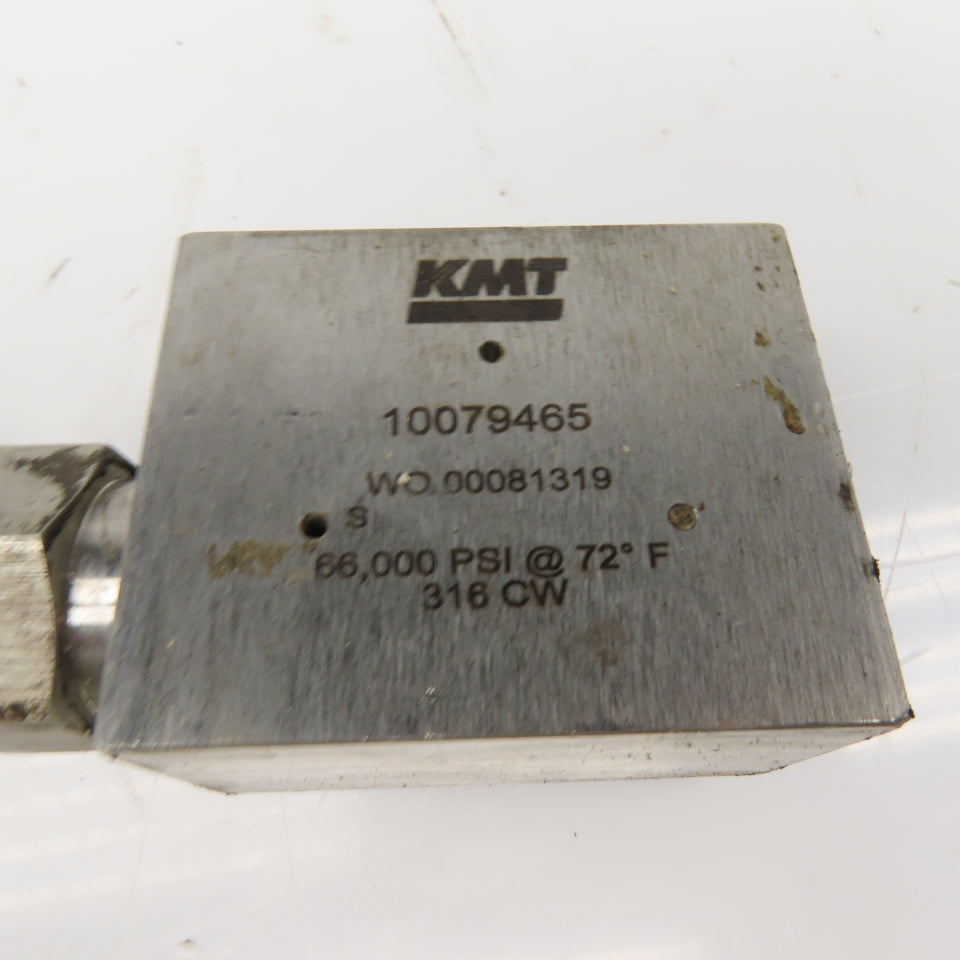 KMT
10079465
WO 00081319
S
66,000 PSI @ 72° F
316 CW